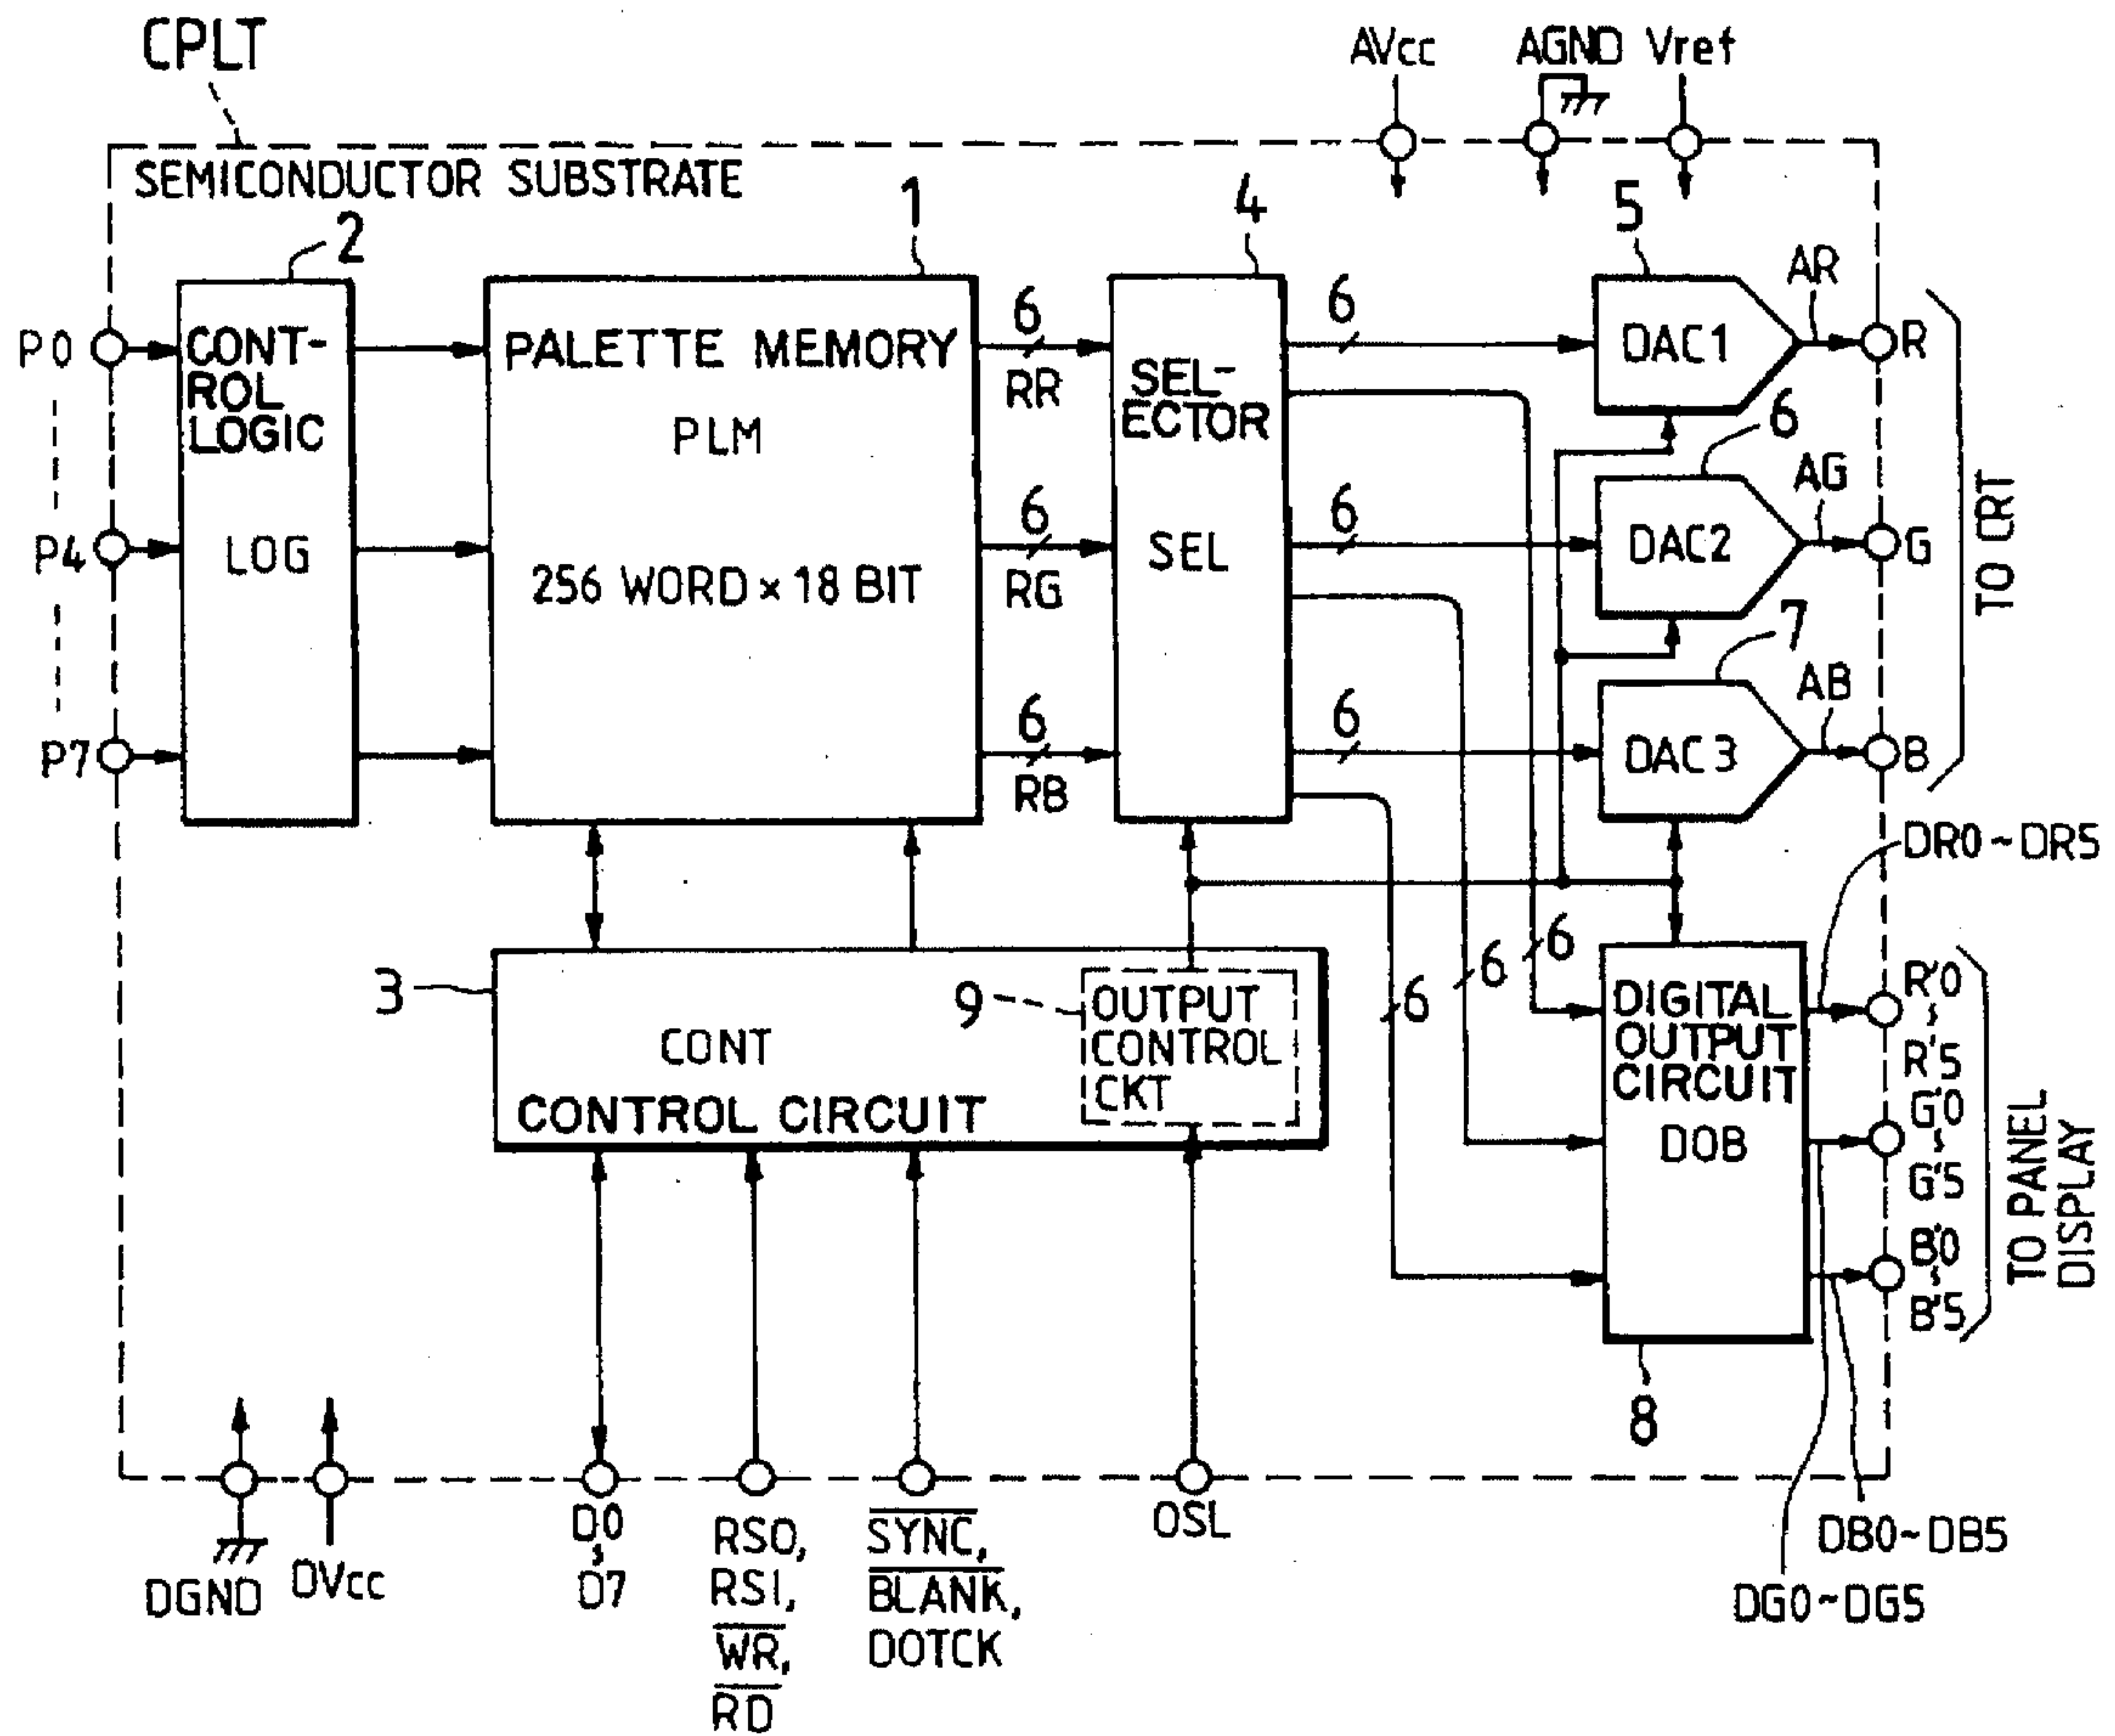 CPLT
AVcc
AGND
Vref
SEMICONDUCTOR SUBSTRATE
2
1
4
5
P0
P4
P7
CONT-
ROL
LOGIC
LOG
PALETTE MEMORY
PLM
256 WORD × 18 BIT
6
RR
6
RG
6
RB
SEL-
ECTOR
SEL
6
6
6
DAC1
AR
R
6
DAC2
AG
G
7
DAC3
AB
B
TO CRT
DR0~DR5
3
CONT
CONTROL CIRCUIT
9
OUTPUT
CONTROL
CKT
6
6
6
DIGITAL
OUTPUT
CIRCUIT
DOB
8
R'0
~
R'5
G'0
~
G'5
B'0
~
B'5
TO PANEL
DISPLAY
DGND
DVcc
D0
~
D7
RS0,
RS1,
W̅R̅,
R̅D̅
S̅Y̅N̅C̅,
B̅L̅A̅N̅K̅,
DOTCK
OSL
DB0~DB5
DG0~DG5